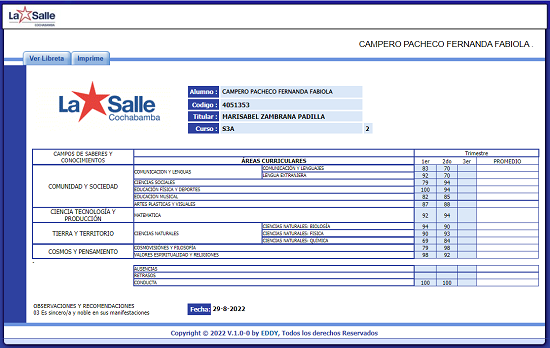 La Salle
Cochabamba
CAMPERO PACHECO FERNANDA FABIOLA .
Ver Libreta Imprime
La Salle
Cochabamba
Alumno : CAMPERO PACHECO FERNANDA FABIOLA
Codigo : 4051353
Titular : MARISABEL ZAMBRANA PADILLA
Curso : S3A 2
CAMPOS DE SABERES Y CONOCIMIENTOS ÁREAS CURRICULARES Trimestre
1er 2do 3er PROMEDIO
COMUNIDAD Y SOCIEDAD
COMUNICACION Y LENGUAS COMUNICACIÓN Y LENGUAJES 83 70
LENGUA EXTRANJERA 92 70
CIENCIAS SOCIALES 79 94
EDUCACIÓN FISICA Y DEPORTES 100 94
EDUCACION MUSICAL 82 85
ARTES PLASTICAS Y VISUALES 87 88
CIENCIA TECNOLOGÍA Y PRODUCCIÓN MATEMATICA 92 94
TIERRA Y TERRITORIO CIENCIAS NATURALES
CIENCIAS NATURALES: BIOLOGÍA 94 90
CIENCIAS NATURALES: FISICA 90 93
CIENCIAS NATURALES: QUIMICA 69 84
COSMOS Y PENSAMIENTO
COSMOVISIONES Y FILOSOFÍA 79 98
VALORES ESPIRITUALIDAD Y RELIGIONES 98 92
AUSENCIAS
RETRASOS
CONDUCTA 100 100
OBSERVACIONES Y RECOMENDACIONES
03 Es sincero/a y noble en sus manifestaciones
Fecha: 29-8-2022
Copyright © 2022 V.1.0-0 by EDDY, Todos los derechos Reservados